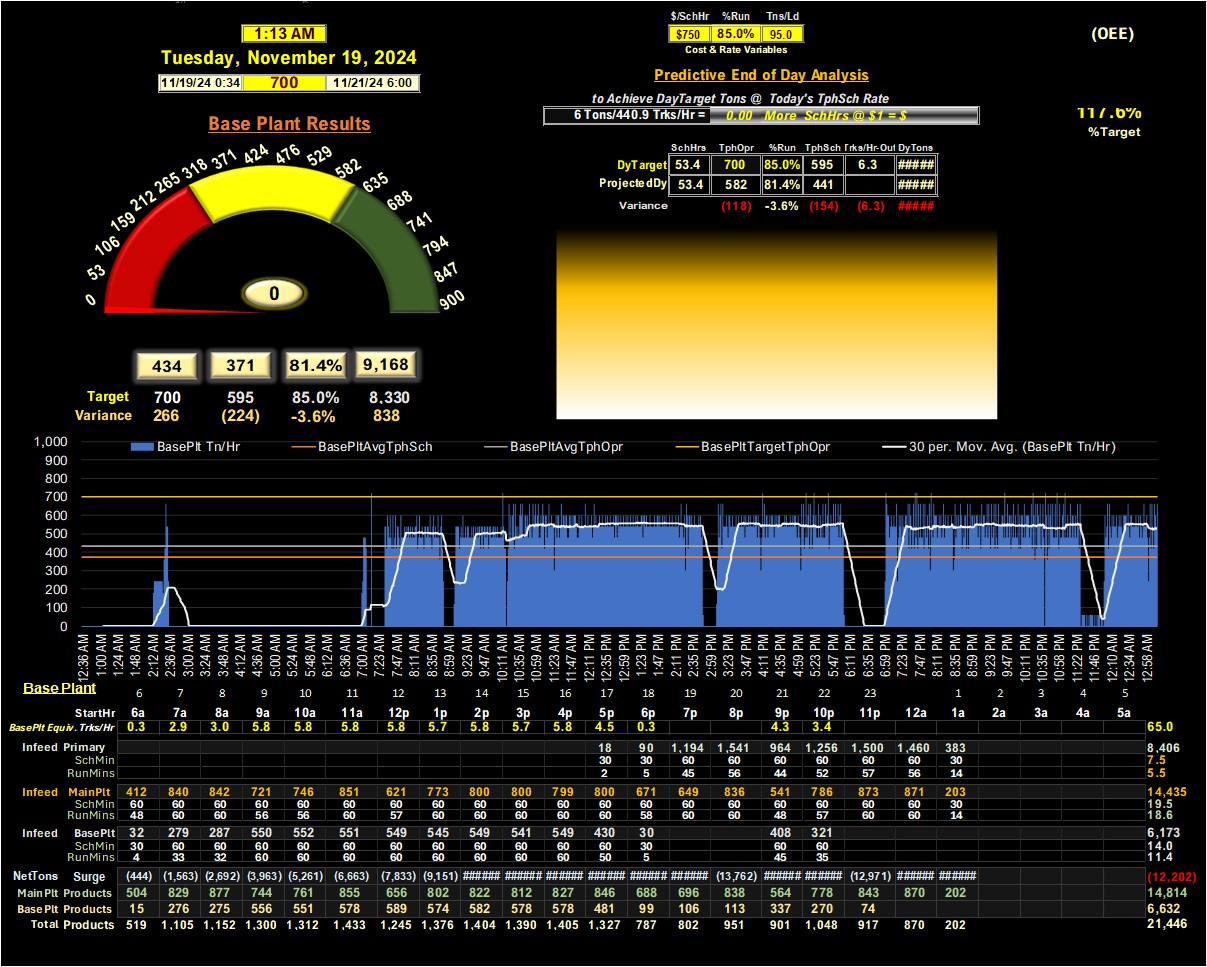 1:13 AM
Tuesday, November 19, 2024
11/19/24 0:34 700 11/21/24 6:00
$/SchHr %Run Tns/Ld
$750 85.0% 95.0
Cost & Rate Variables
(OEE)
Predictive End of Day Analysis
to Achieve DayTarget Tons @ Today's TphSch Rate
6 Tons/440.9 Trks/Hr = 0.00 More SchHrs @ $1 = $
117.6%
%Target
Base Plant Results
0 53 106 159 212 265 318 371 424 476 529 582 635 688 741 794 847 900
0
SchHrs TphOpr %Run TphSch Trks/Hr-Out DyTons
DyTarget 53.4 700 85.0% 595 6.3 #####
ProjectedDy 53.4 582 81.4% 441 #####
Variance (118) -3.6% (154) (6.3) #####
434 371 81.4% 9,168
Target 700 595 85.0% 8,330
Variance 266 (224) -3.6% 838
BasePlt Tn/Hr BasePltAvgTphSch BasePltAvgTphOpr BasePltTargetTphOpr 30 per. Mov. Avg. (BasePlt Tn/Hr)
1,000
900
800
700
600
500
400
300
200
100
0
12:36 AM 1:00 AM 1:24 AM 1:48 AM 2:12 AM 2:36 AM 3:00 AM 3:24 AM 3:48 AM 4:12 AM 4:36 AM 5:00 AM 5:24 AM 5:48 AM 6:12 AM 6:36 AM 7:00 AM 7:23 AM 7:47 AM 8:11 AM 8:35 AM 8:59 AM 9:23 AM 9:47 AM 10:11 AM 10:35 AM 10:59 AM 11:23 AM 11:47 AM 12:11 PM 12:35 PM 12:59 PM 1:23 PM 1:47 PM 2:11 PM 2:35 PM 2:59 PM 3:23 PM 3:47 PM 4:11 PM 4:35 PM 4:59 PM 5:23 PM 5:47 PM 6:11 PM 6:35 PM 6:59 PM 7:23 PM 7:47 PM 8:11 PM 8:35 PM 8:59 PM 9:23 PM 9:47 PM 10:10 PM 10:34 PM 10:58 PM 11:22 PM 11:46 PM 12:10 AM 12:34 AM 12:58 AM
Base Plant
6 7 8 9 10 11 12 13 14 15 16 17 18 19 20 21 22 23 1 2 3 4 5
StartHr 6a 7a 8a 9a 10a 11a 12p 1p 2p 3p 4p 5p 6p 7p 8p 9p 10p 11p 12a 1a 2a 3a 4a 5a
BasePlt Equiv. Trks/Hr 0.3 2.9 3.0 5.8 5.8 5.8 5.8 5.7 5.8 5.7 5.8 4.5 0.3 4.3 3.4 65.0
Infeed Primary 18 90 1,194 1,541 964 1,256 1,500 1,460 383 8,406
SchMin 30 30 60 60 60 60 60 60 30 7.5
RunMins 2 5 45 56 44 52 57 56 14 5.5
Infeed MainPlt 412 840 842 721 746 851 621 773 800 800 799 800 671 649 836 541 786 873 871 203 14,435
SchMin 60 60 60 60 60 60 60 60 60 60 60 60 60 60 60 60 60 60 60 30 19.5
RunMins 48 60 60 56 56 60 57 60 60 60 60 60 58 60 60 48 57 60 60 14 18.6
Infeed BasePlt 32 279 287 550 552 551 549 545 549 541 549 430 30 408 321 6,173
SchMin 30 60 60 60 60 60 60 60 60 60 60 60 30 60 60 14.0
RunMins 4 33 32 60 60 60 60 60 60 60 60 50 5 45 35 11.4
NetTons Surge (444) (1,563) (2,692) (3,963) (5,261) (6,663) (7,833) (9,151) ###### ###### ###### ###### ###### ###### (13,762) ###### ###### (12,971) ###### ###### (12,202)
MainPlt Products 504 829 877 744 761 855 656 802 822 812 827 846 688 696 838 564 778 843 870 202 14,814
BasePlt Products 15 276 275 556 551 578 589 574 582 578 578 481 99 106 113 337 270 74 6,632
Total Products 519 1,105 1,152 1,300 1,312 1,433 1,245 1,376 1,404 1,390 1,405 1,327 787 802 951 901 1,048 917 870 202 21,446